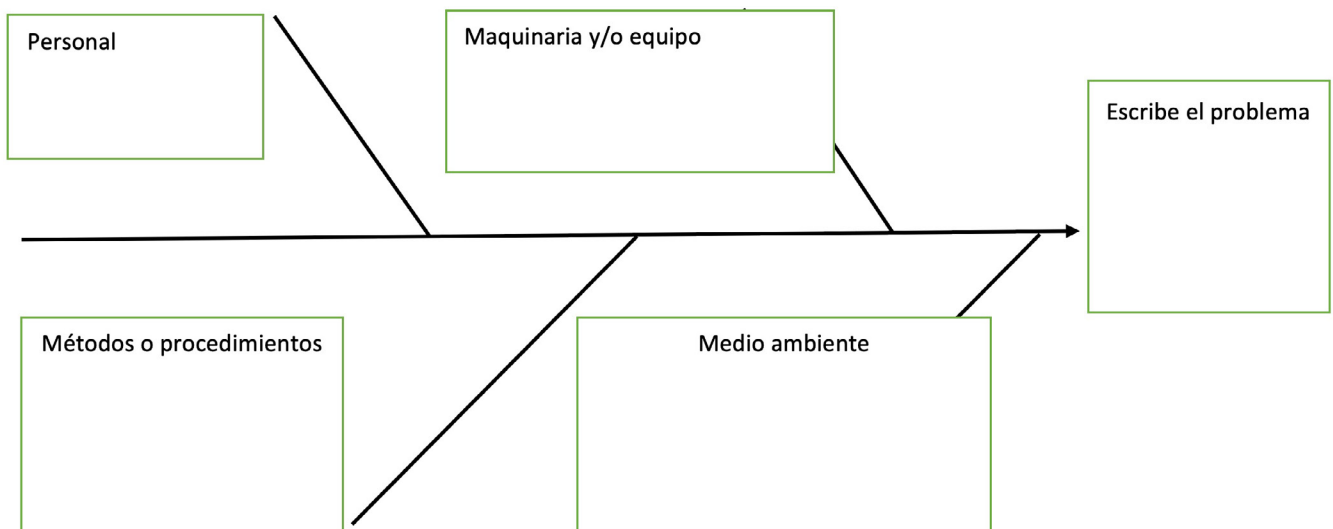 Personal
Maquinaria y/o equipo
Escribe el problema
Métodos o procedimientos
Medio ambiente